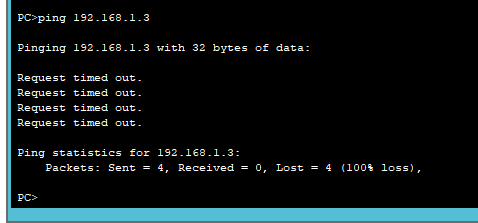 PC>ping 192.168.1.3
Pinging 192.168.1.3 with 32 bytes of data:
Request timed out.
Request timed out.
Request timed out.
Request timed out.
Ping statistics for 192.168.1.3:
Packets: Sent = 4, Received = 0, Lost = 4 (100% loss),
PC>